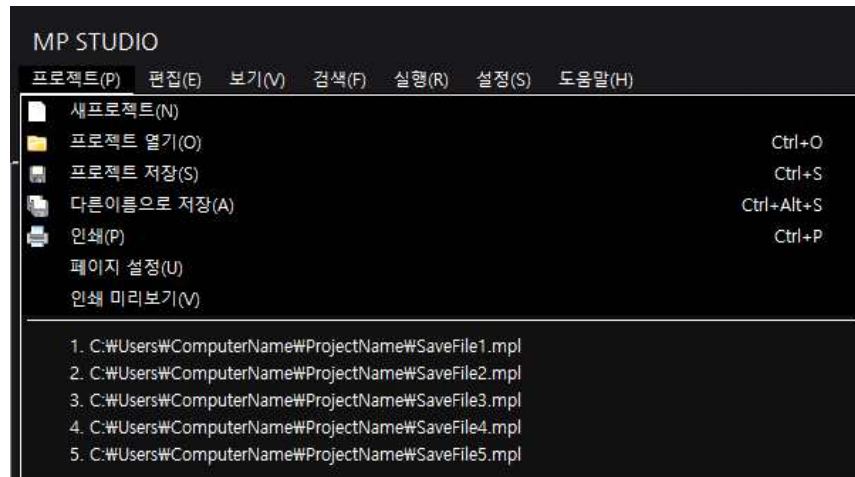 MP STUDIO
프로젝트(P) 편집(E) 보기(V) 검색(F) 실행(R) 설정(S) 도움말(H)
새프로젝트(N)
프로젝트 열기(O) Ctrl+O
프로젝트 저장(S) Ctrl+S
다른이름으로 저장(A) Ctrl+Alt+S
인쇄(P) Ctrl+P
페이지 설정(U)
인쇄 미리보기(V)
1. C:₩Users₩ComputerName₩ProjectName₩SaveFile1.mpl
2. C:₩Users₩ComputerName₩ProjectName₩SaveFile2.mpl
3. C:₩Users₩ComputerName₩ProjectName₩SaveFile3.mpl
4. C:₩Users₩ComputerName₩ProjectName₩SaveFile4.mpl
5. C:₩Users₩ComputerName₩ProjectName₩SaveFile5.mpl